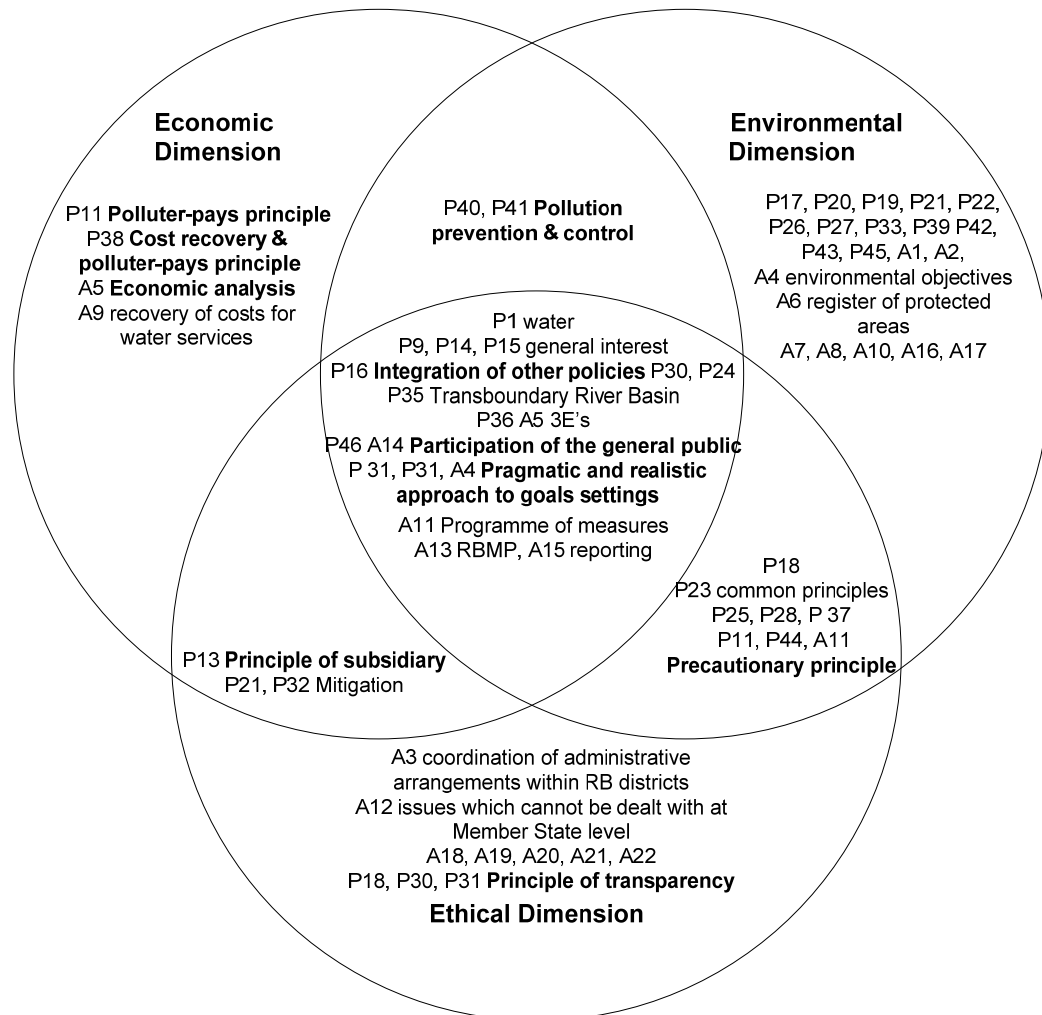 Economic
Dimension
P11 Polluter-pays principle
P38 Cost recovery &
polluter-pays principle
A5 Economic analysis
A9 recovery of costs for
water services
P40, P41 Pollution
prevention & control
Environmental
Dimension
P17, P20, P19, P21, P22,
P26, P27, P33, P39 P42,
P43, P45, A1, A2,
A4 environmental objectives
A6 register of protected
areas
A7, A8, A10, A16, A17
P1 water
P9, P14, P15 general interest
P16 Integration of other policies P30, P24
P35 Transboundary River Basin
P36 A5 3E's
P46 A14 Participation of the general public
P 31, P31, A4 Pragmatic and realistic
approach to goals settings
A11 Programme of measures
A13 RBMP, A15 reporting
P18
P23 common principles
P25, P28, P 37
P11, P44, A11
Precautionary principle
P13 Principle of subsidiary
P21, P32 Mitigation
A3 coordination of administrative
arrangements within RB districts
A12 issues which cannot be dealt with at
Member State level
A18, A19, A20, A21, A22
P18, P30, P31 Principle of transparency
Ethical Dimension